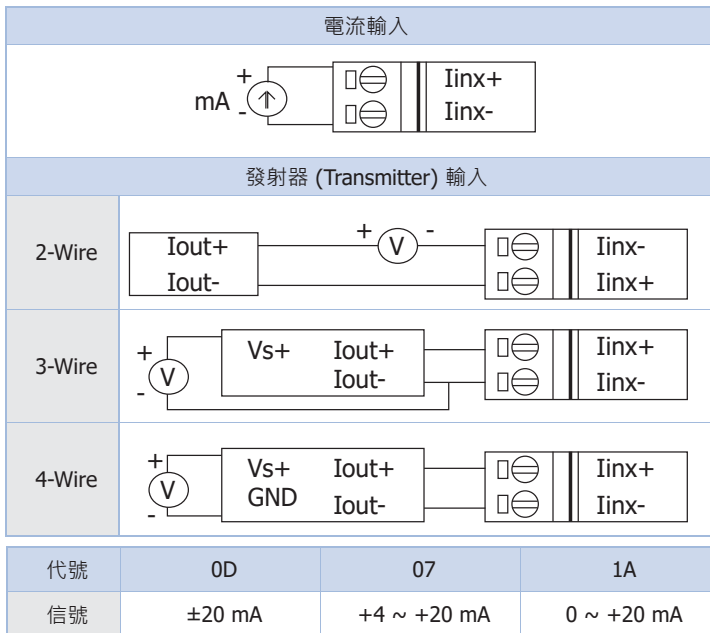 電流輸入
+
mA
-
Iinx+
Iinx-
發射器 (Transmitter) 輸入
2-Wire
Iout+
Iout-
+ V -
Iinx-
Iinx+
3-Wire
+
V
-
Vs+ Iout+
Iout-
Iinx+
Iinx-
4-Wire
+
V
-
Vs+ Iout+
GND Iout-
Iinx+
Iinx-
代號 0D 07 1A
信號 ±20 mA +4 ~ +20 mA 0 ~ +20 mA